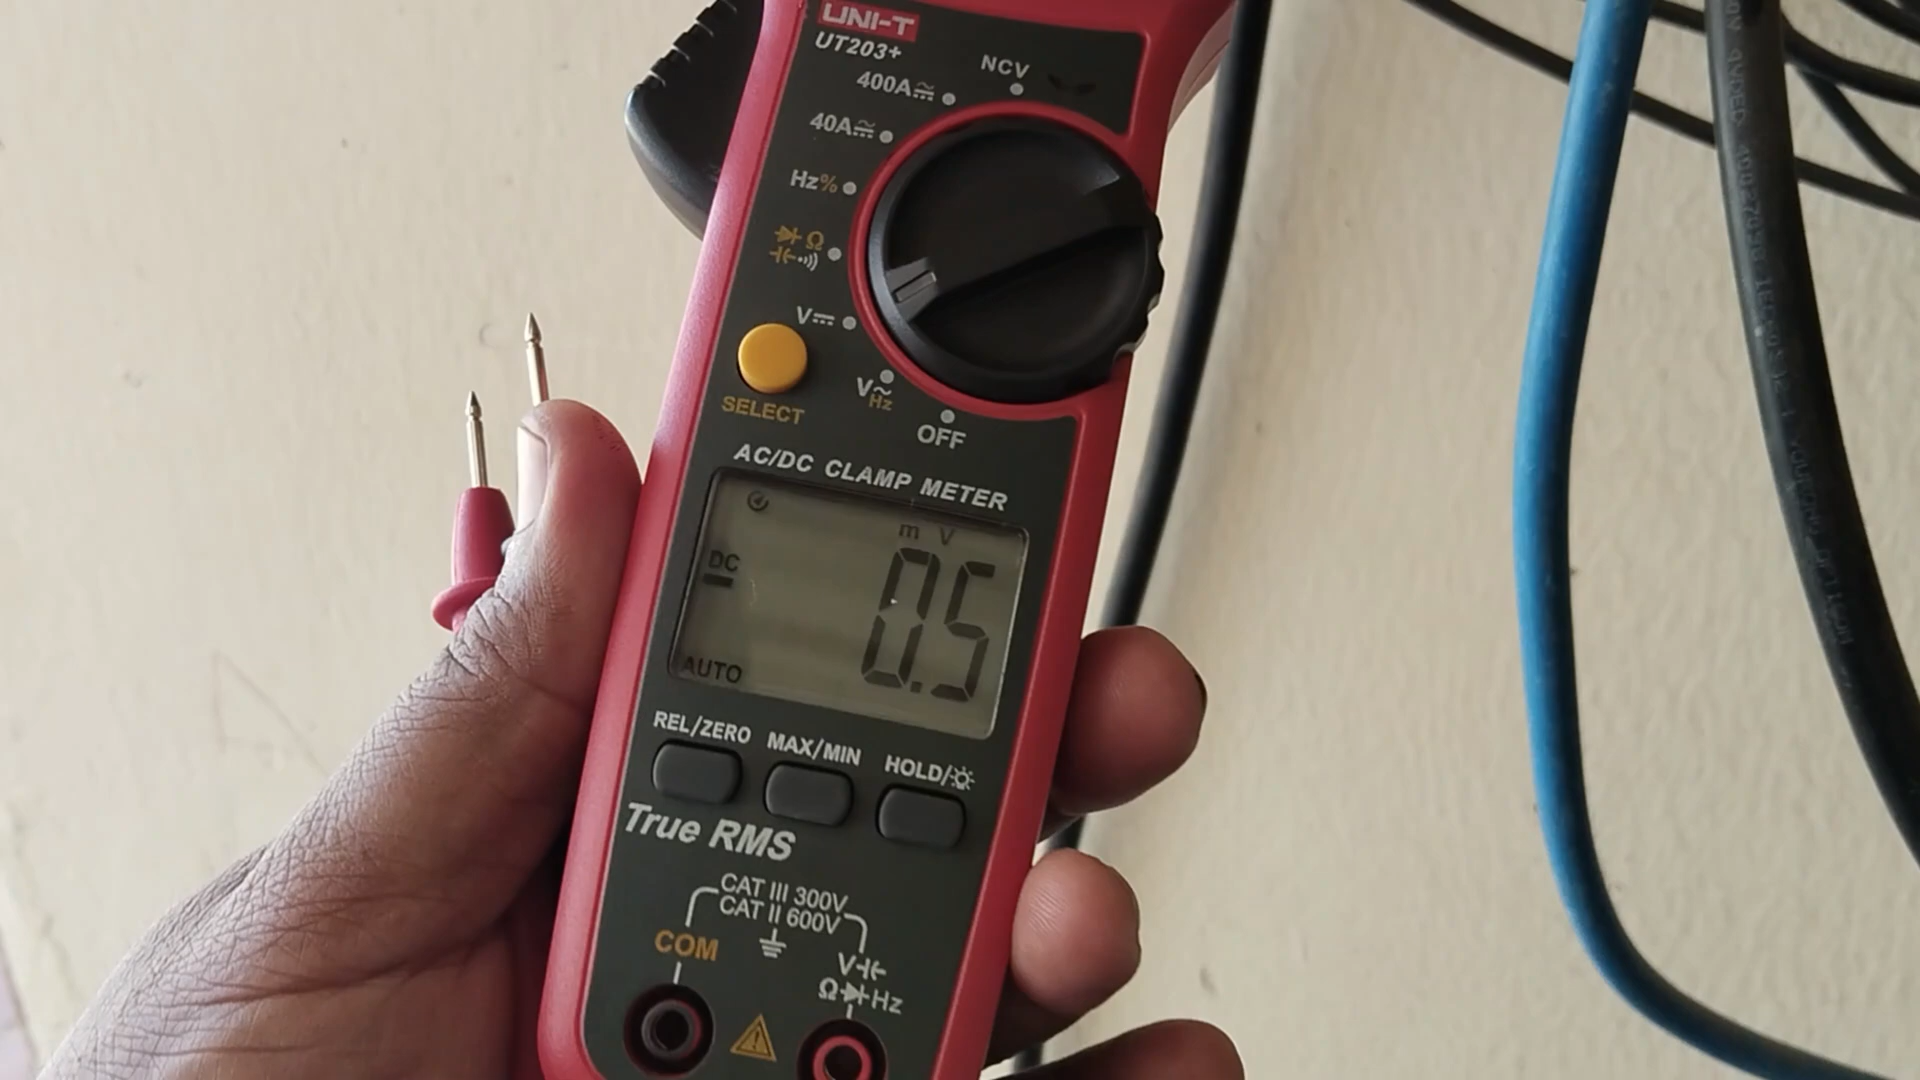 UNI-T
UT203+
NCV
400A
40A
Hz%
Ω
V
V
Hz
OFF
SELECT
AC/DC CLAMP METER
m V
DC
0.5
AUTO
REL/ZERO
MAX/MIN
HOLD/
True RMS
CAT III 300V
CAT II 600V
COM
V
Ω Hz